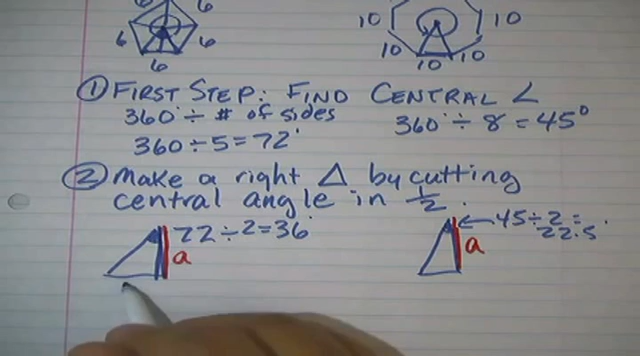 6 6
6 6
6
10 10
10 10
10
① FIRST STEP: FIND CENTRAL ∠
360° ÷ # of sides
360 ÷ 5 = 72°
360° ÷ 8 = 45°
② Make a right △ by cutting
central angle in 1/2.
72 ÷ 2 = 36°
a
45 ÷ 2 =
22.5°
a